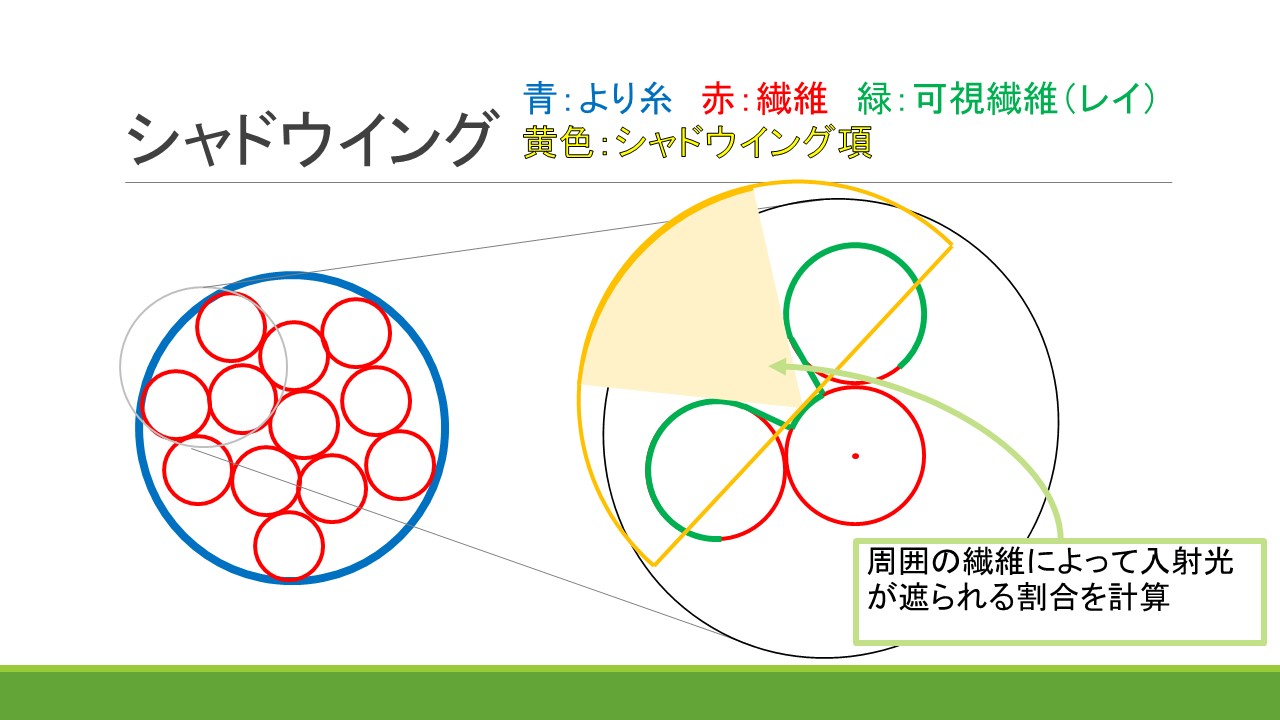 シャドウイング
青：より糸　赤：繊維　緑：可視繊維（レイ）
黄色：シャドウイング項
周囲の繊維によって入射光
が遮られる割合を計算